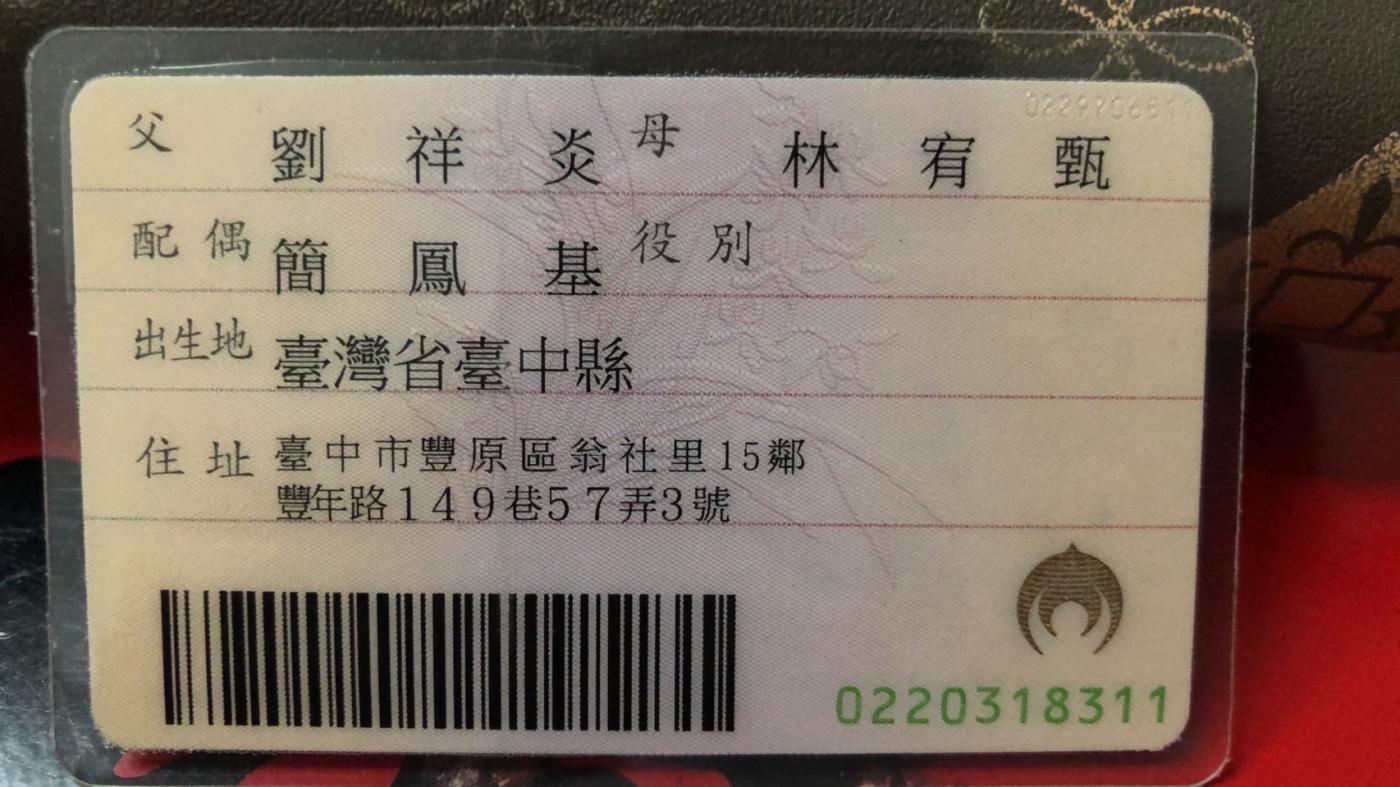 父 劉祥炎 母 林宥甄
配偶 簡鳳基 役別
出生地 臺灣省臺中縣
住址 臺中市豐原區翁社里15鄰
豐年路149巷57弄3號
0220318311